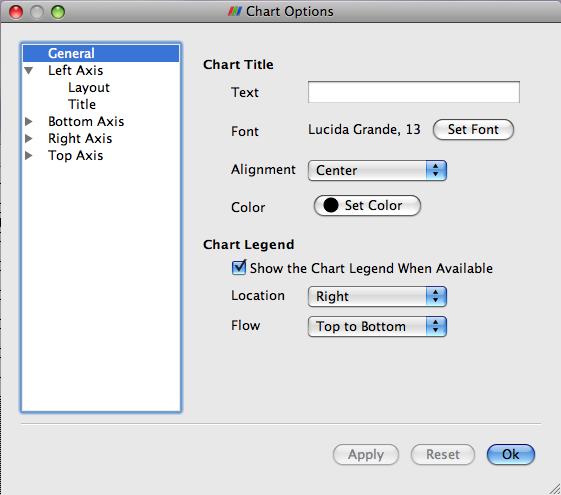 Chart Options
General
Left Axis
Layout
Title
Bottom Axis
Right Axis
Top Axis
Chart Title
Text
Font Lucida Grande, 13 Set Font
Alignment Center
Color Set Color
Chart Legend
Show the Chart Legend When Available
Location Right
Flow Top to Bottom
Apply Reset Ok